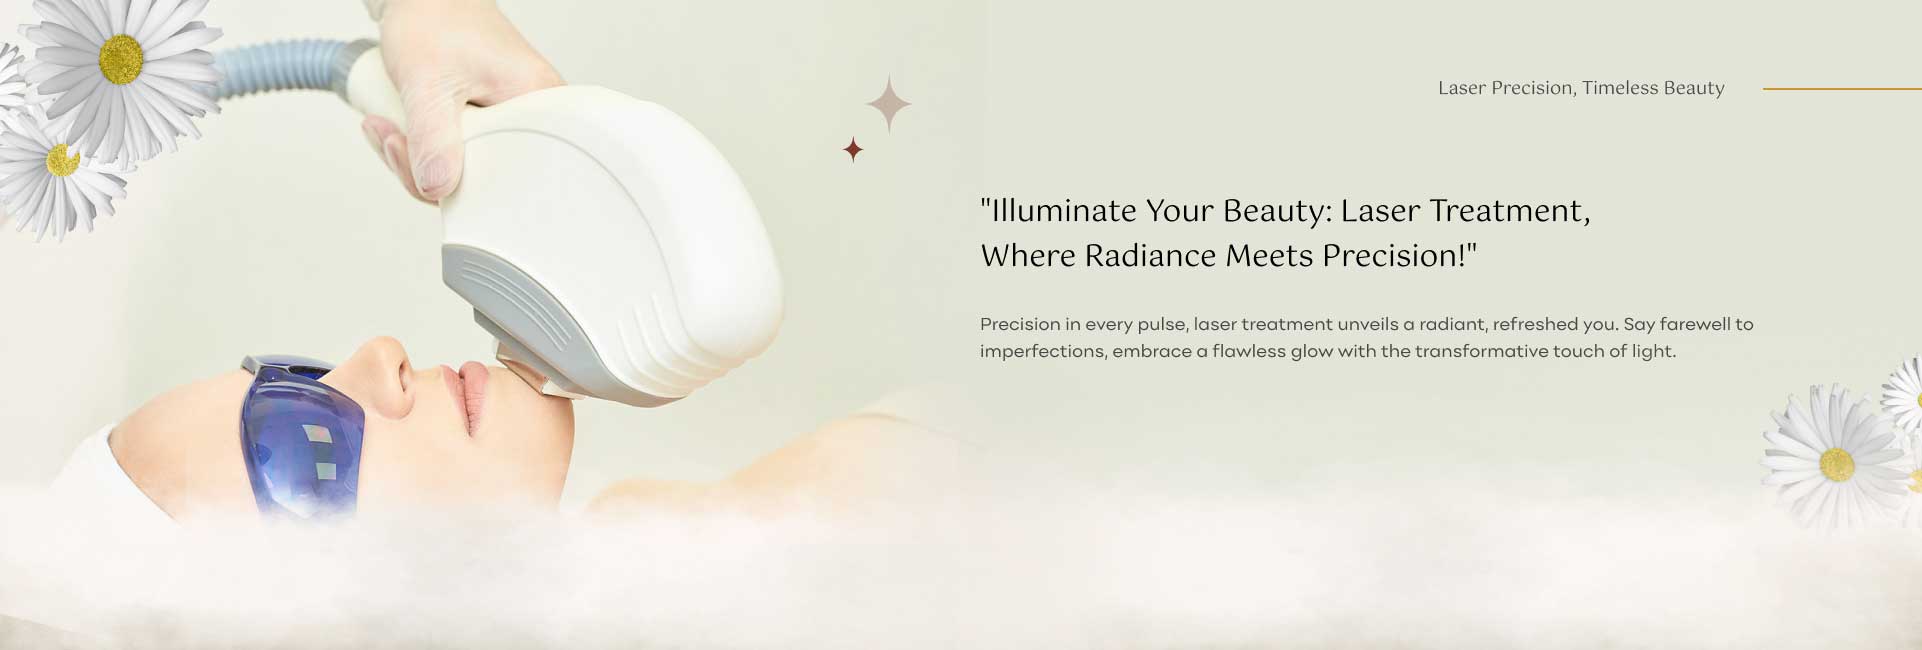 Laser Precision, Timeless Beauty
"Illuminate Your Beauty: Laser Treatment,
Where Radiance Meets Precision!"
Precision in every pulse, laser treatment unveils a radiant, refreshed you. Say farewell to
imperfections, embrace a flawless glow with the transformative touch of light.